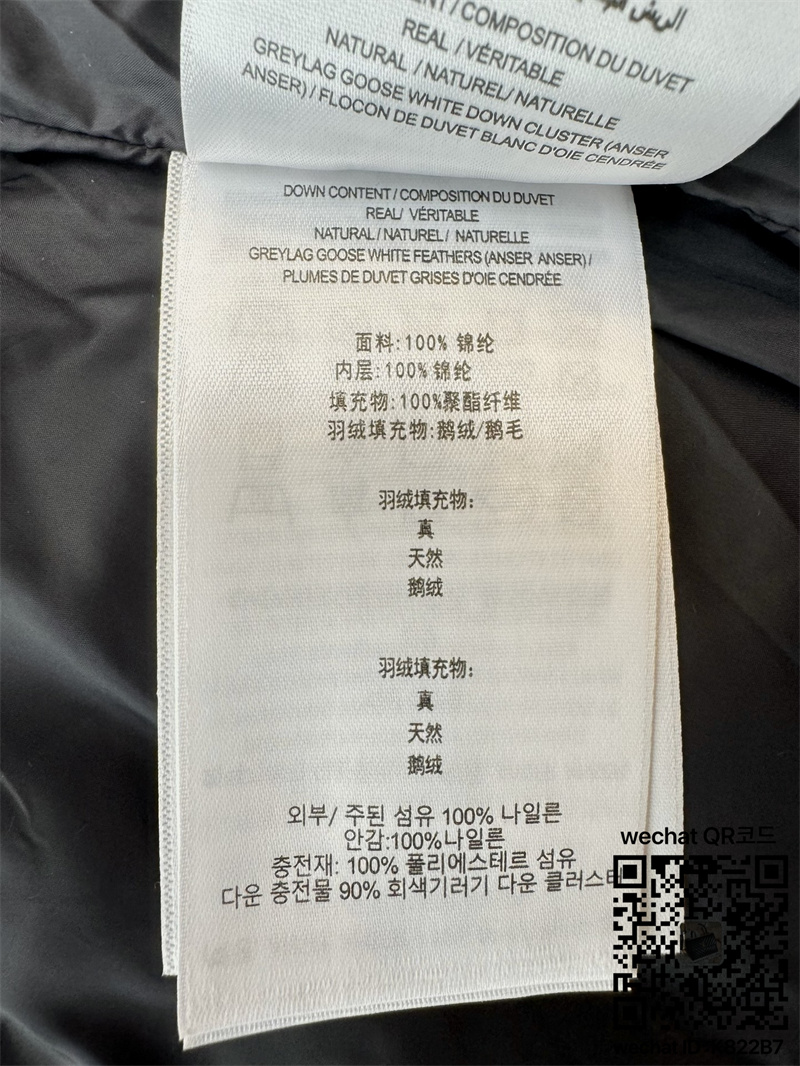 الريش
CONTENT / COMPOSITION DU DUVET
REAL / VÉRITABLE
NATURAL / NATUREL/ NATURELLE
GREYLAG GOOSE WHITE DOWN CLUSTER (ANSER
ANSER) / FLOCON DE DUVET BLANC D'OIE CENDRÉE
DOWN CONTENT / COMPOSITION DU DUVET
REAL/ VÉRITABLE
NATURAL / NATUREL / NATURELLE
GREYLAG GOOSE WHITE FEATHERS (ANSER ANSER) /
PLUMES DE DUVET GRISES D'OIE CENDRÉE
面料:100% 锦纶
内层:100% 锦纶
填充物:100%聚酯纤维
羽绒填充物:鹅绒/鹅毛
羽绒填充物:
真
天然
鹅绒
羽绒填充物:
真
天然
鹅绒
외부/ 주된 섬유 100% 나일론
안감:100%나일론
충전재: 100% 폴리에스테르 섬유
다운 충전물 90% 회색기러기 다운 클러스터
wechat QR코드
wechat ID-K822B7